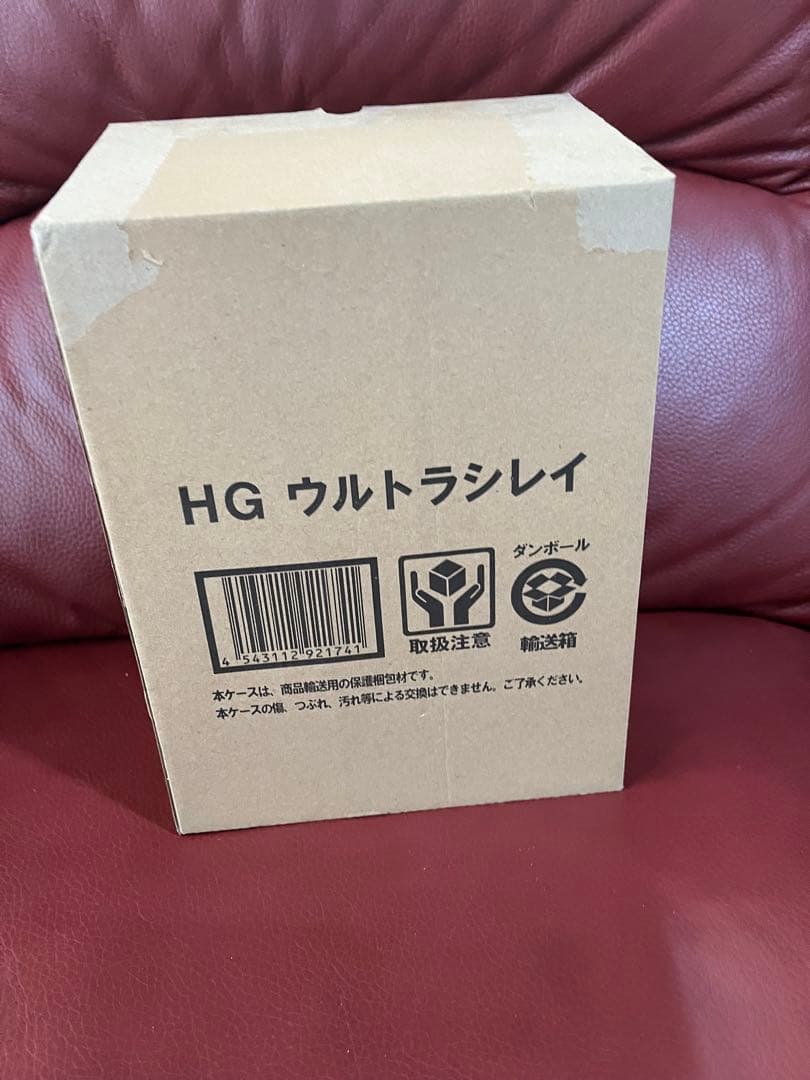 HG ウルトラシレイ
ダンボール
4 543112 921741
取扱注意
輸送箱
本ケースは、商品輸送用の保護梱包材です。
本ケースの傷、つぶれ、汚れ等による交換はできません。ご了承ください。